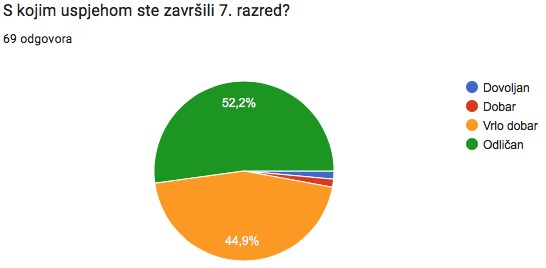 S kojim uspjehom ste završili 7. razred?
69 odgovora
52,2%
44,9%
Dovoljan
Dobar
Vrlo dobar
Odličan